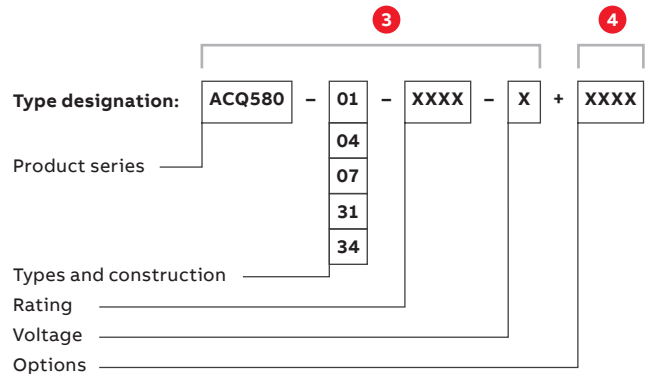 3 4
Type designation: ACQ580 – 01 – XXXX – X + XXXX
04
Product series
07
31
34
Types and construction
Rating
Voltage
Options